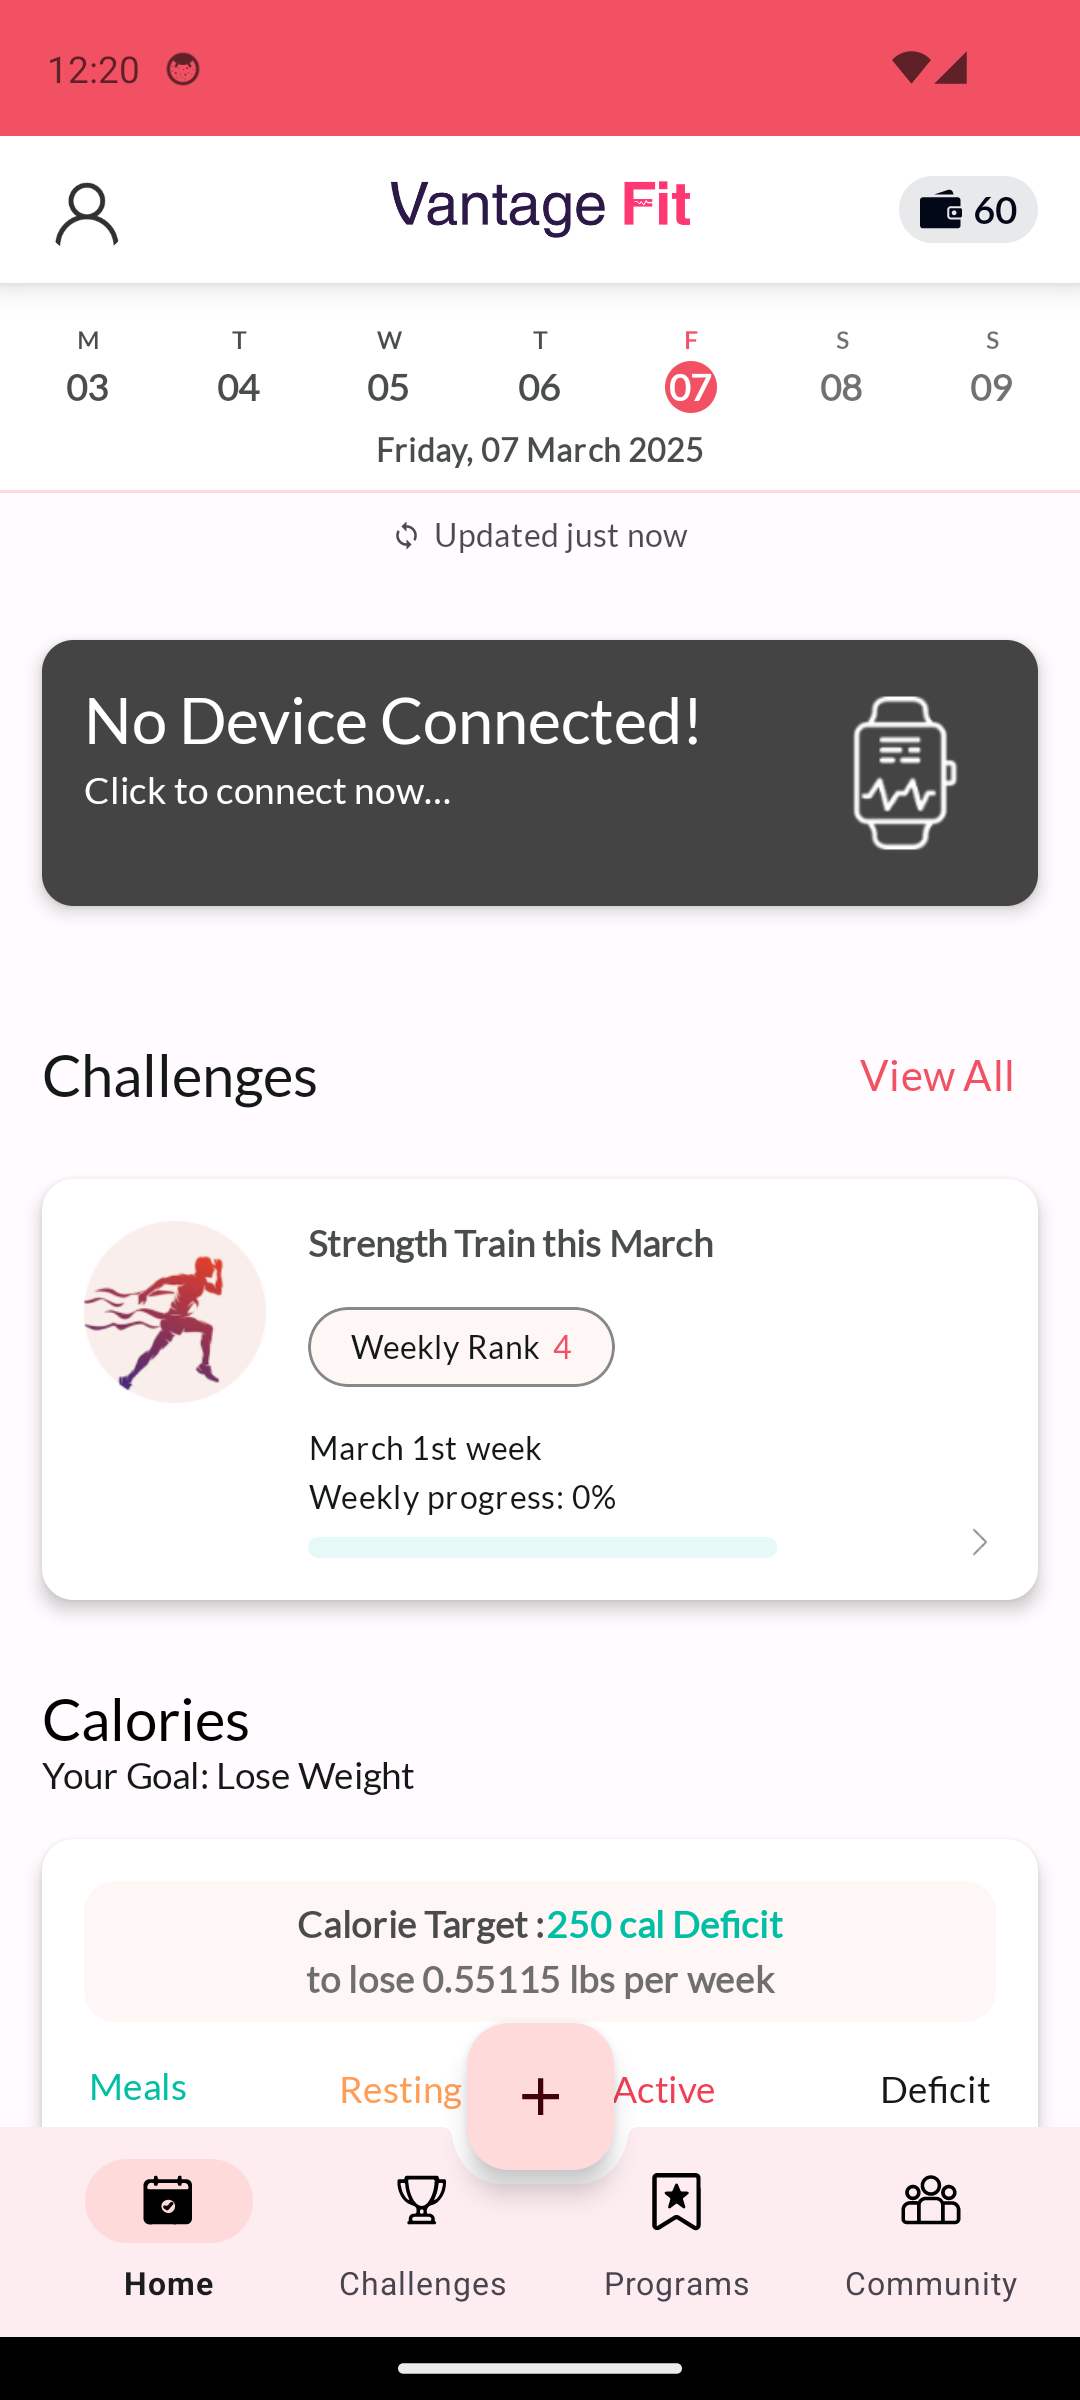 12:20
Vantage Fit
60
M T W T F S S
03 04 05 06 07 08 09
Friday, 07 March 2025
Updated just now
No Device Connected!
Click to connect now...
Challenges
View All
Strength Train this March
Weekly Rank 4
March 1st week
Weekly progress: 0%
Calories
Your Goal: Lose Weight
Calorie Target :250 cal Deficit
to lose 0.55115 lbs per week
Meals Resting Active Deficit
+
Home Challenges Programs Community